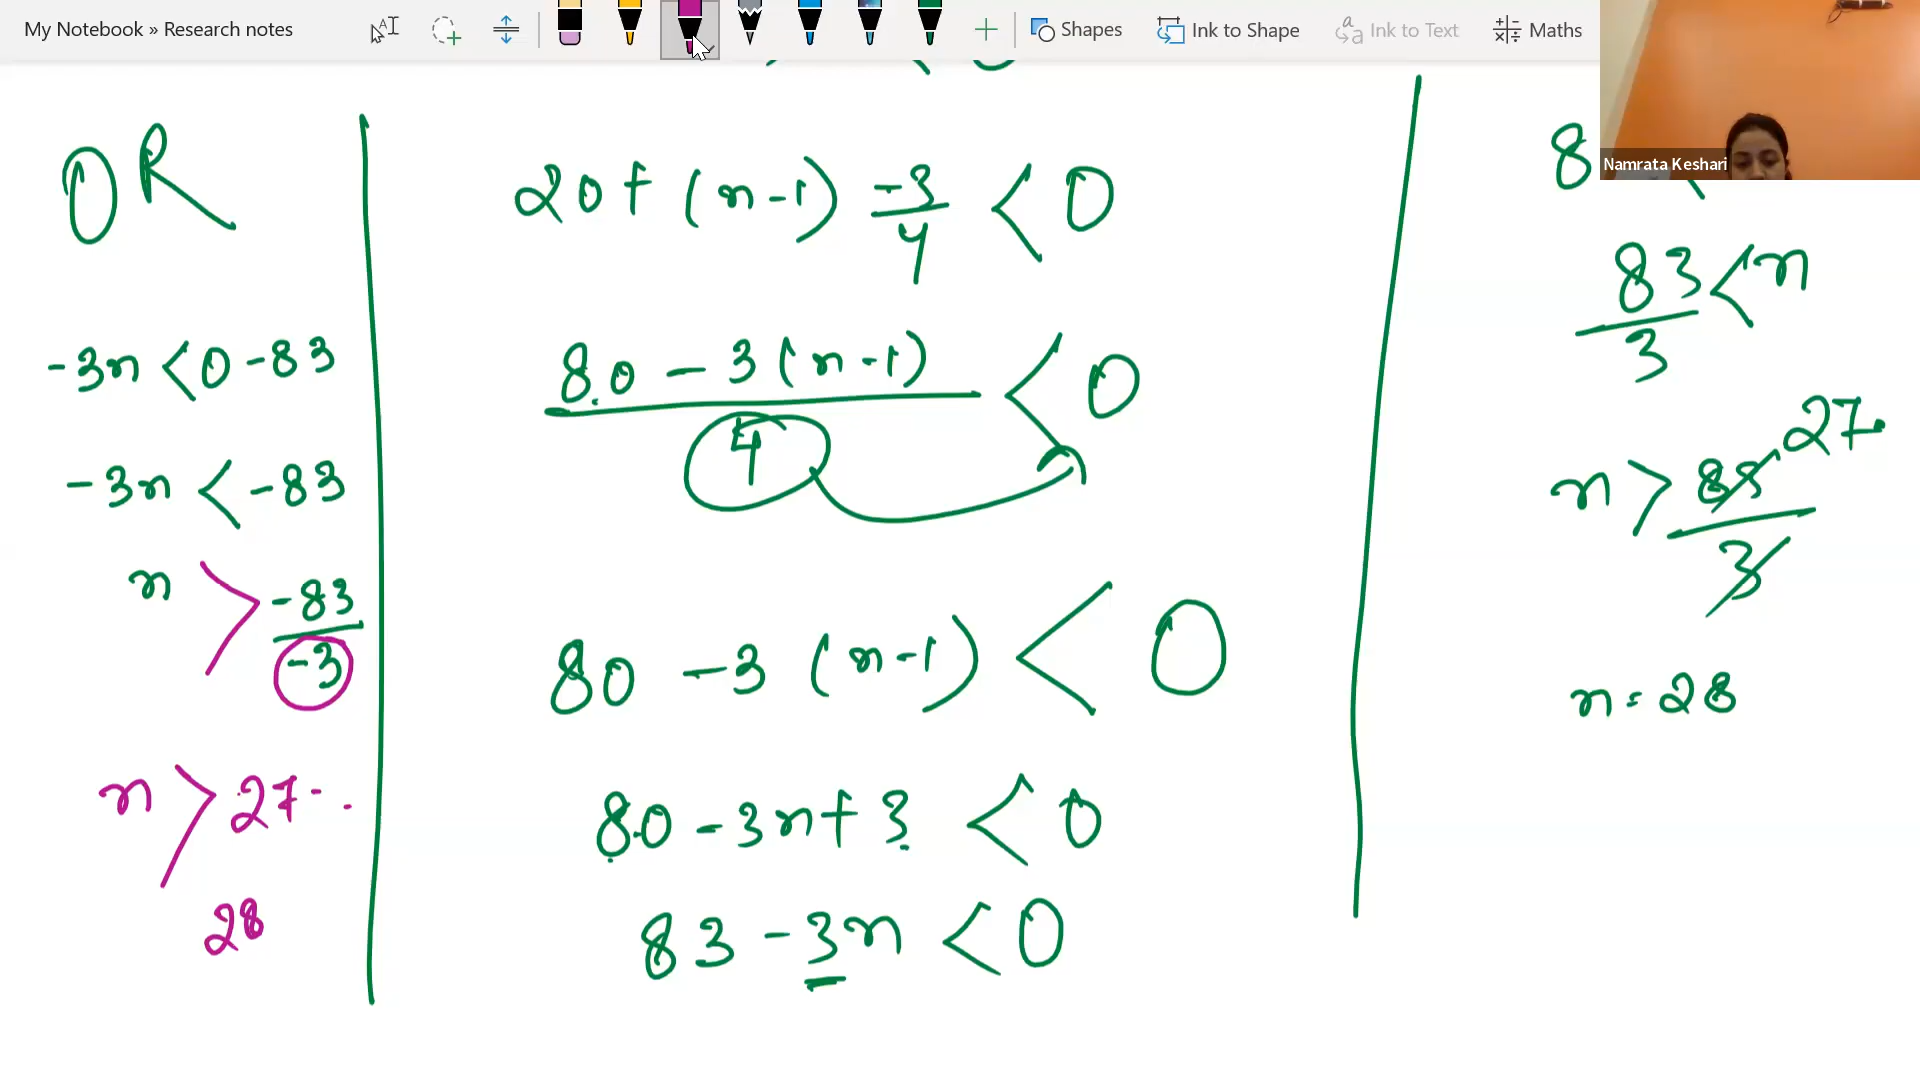 My Notebook » Research notes
Shapes
Ink to Shape
Ink to Text
Maths
Namrata Keshari
OR
-3n < 0 -83
-3n < -83
n > -83/-3
n > 27..
28
20 + (n-1) -3/4 < 0
80 - 3(n-1)/4 < 0
80 -3 (n-1) < 0
80 - 3n + 3 < 0
83 - 3n < 0
8
83/3 < n
n > 83/3 27.
n = 28